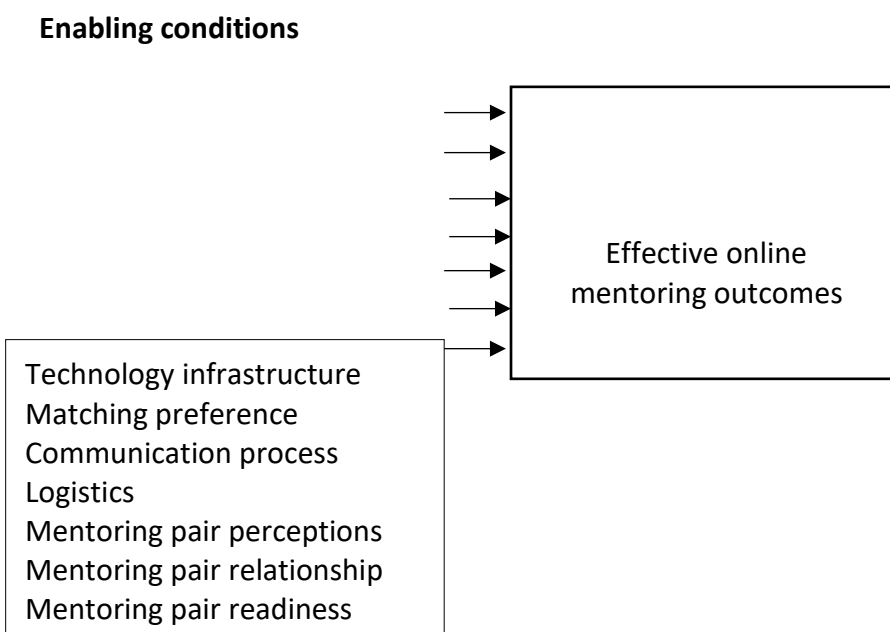 Enabling conditions
Effective online
mentoring outcomes
Technology infrastructure
Matching preference
Communication process
Logistics
Mentoring pair perceptions
Mentoring pair relationship
Mentoring pair readiness